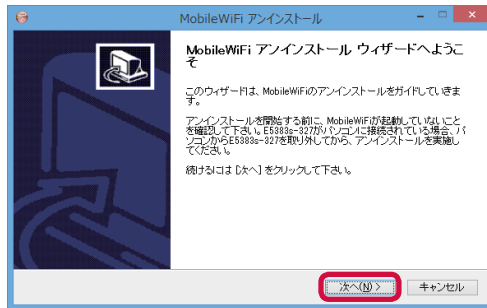 MobileWiFi アンインストール
MobileWiFi アンインストール ウィザードへようこ
そ
このウィザードは、MobileWiFiのアンインストールをガイドしていきま
す。
アンインストールを開始する前に、MobileWiFiが起動していないこと
を確認して下さい。E5383s-327がパソコンに接続されている場合、パ
ソコンからE5383s-327を取り外してから、アンインストールを実施し
てください。
続けるには [次へ] をクリックして下さい。
次へ(N) >
キャンセル